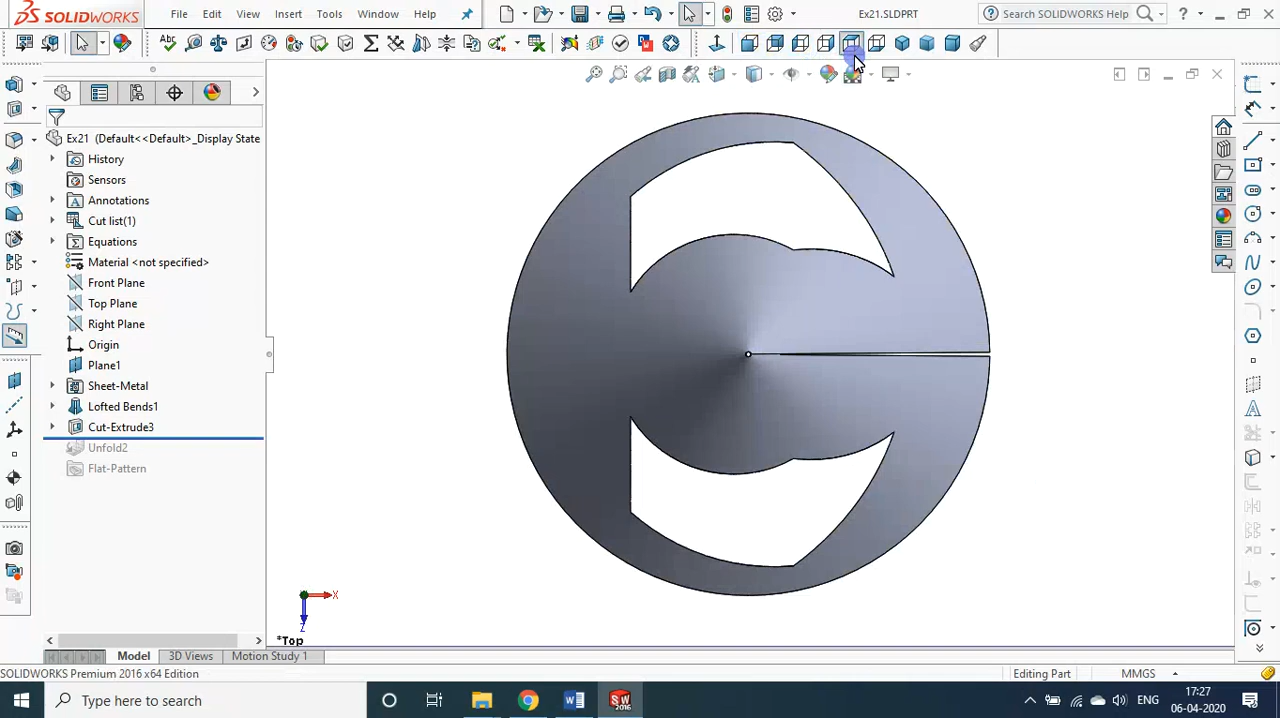 SOLIDWORKS
File
Edit
View
Insert
Tools
Window
Help
Ex21.SLDPRT
Search SOLIDWORKS Help
?
Ex21 (Default<<Default>_Display State
History
Sensors
Annotations
Cut list(1)
Equations
Material <not specified>
Front Plane
Top Plane
Right Plane
Origin
Plane1
Sheet-Metal
Lofted Bends1
Cut-Extrude3
Unfold2
Flat-Pattern
X
Z
*Top
Model
3D Views
Motion Study 1
SOLIDWORKS Premium 2016 x64 Edition
Editing Part
MMGS
Type here to search
SW
2016
ENG
17:27
06-04-2020